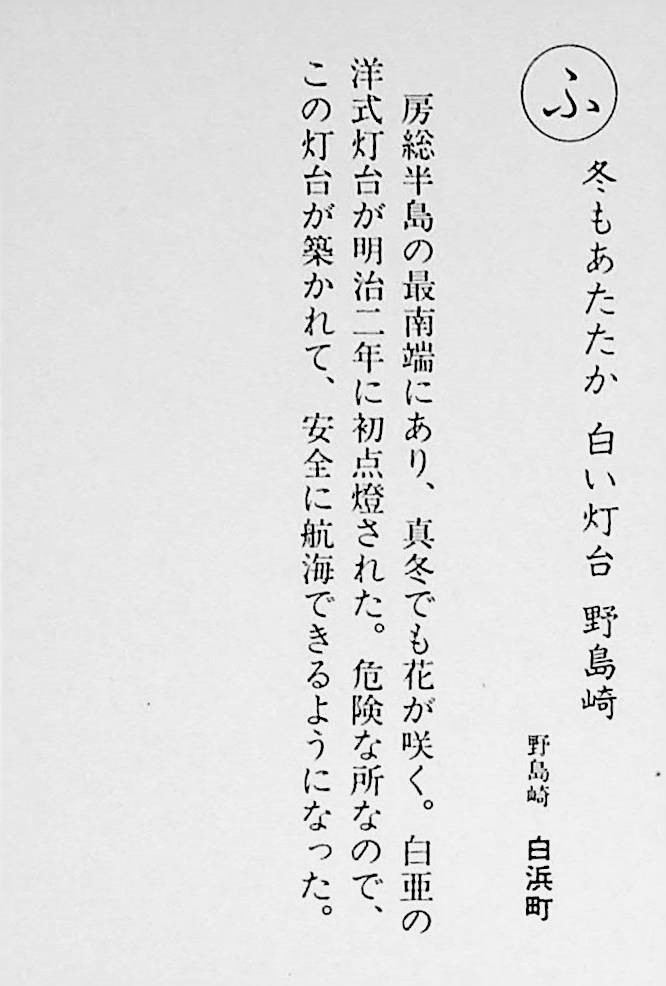 ふ
冬もあたたか 白い灯台 野島崎
野島崎 白浜町
房総半島の最南端にあり、真冬でも花が咲く。白亜の
洋式灯台が明治二年に初点燈された。危険な所なので、
この灯台が築かれて、安全に航海できるようになった。